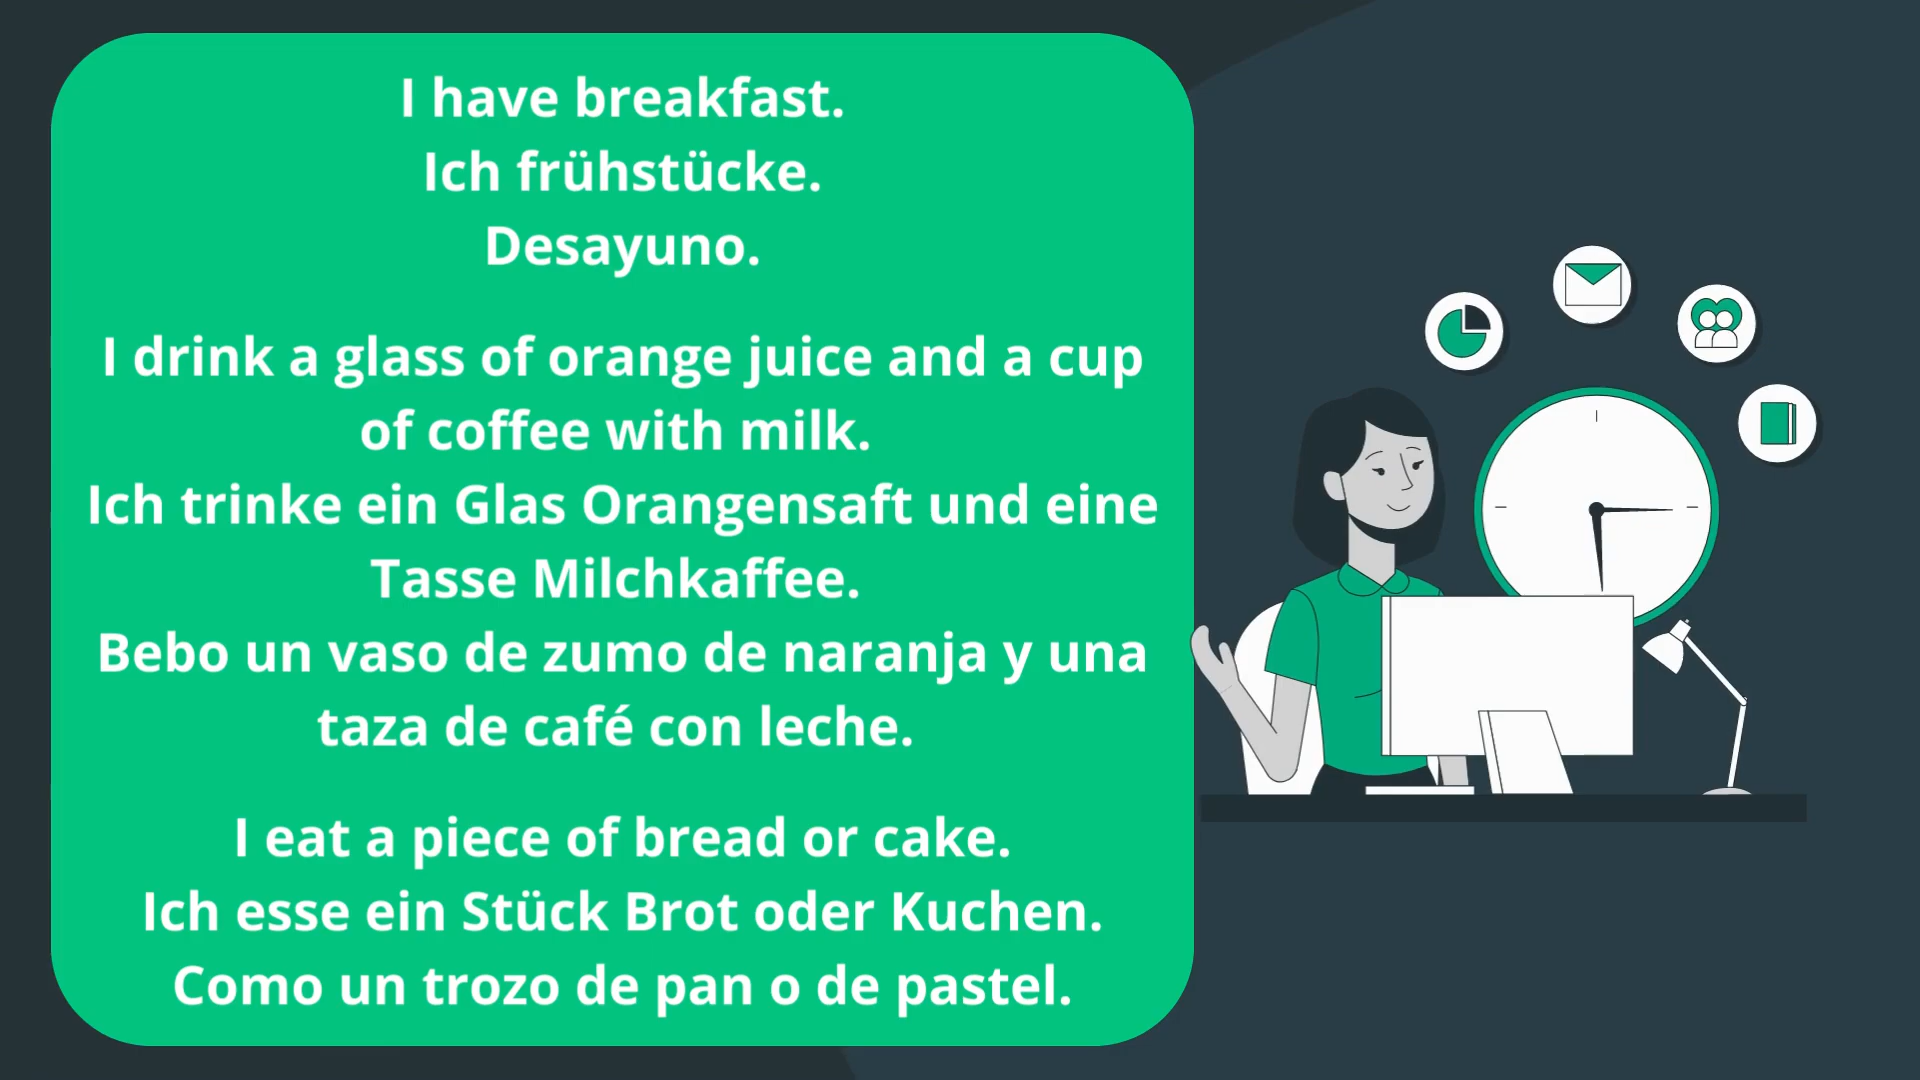 I have breakfast.
Ich frühstücke.
Desayuno.
I drink a glass of orange juice and a cup
of coffee with milk.
Ich trinke ein Glas Orangensaft und eine
Tasse Milchkaffee.
Bebo un vaso de zumo de naranja y una
taza de café con leche.
I eat a piece of bread or cake.
Ich esse ein Stück Brot oder Kuchen.
Como un trozo de pan o de pastel.